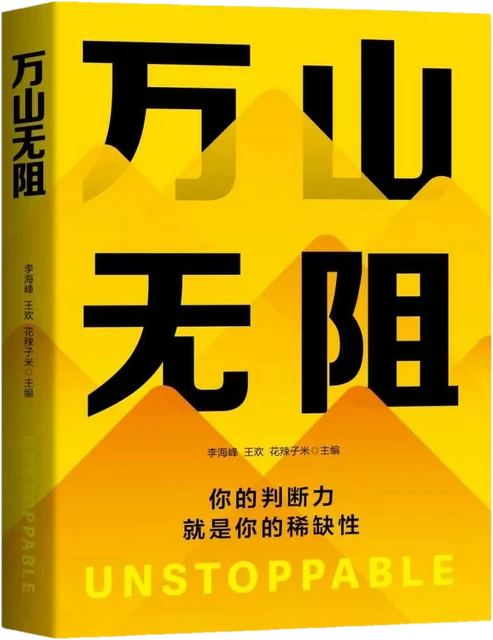 万山无阻
李海峰 王欢 花辣子米◎主编
UNSTOPPABLE
万山
无阻
李海峰 王欢 花辣子米◎主编
你的判断力
就是你的稀缺性
UNSTOPPABLE